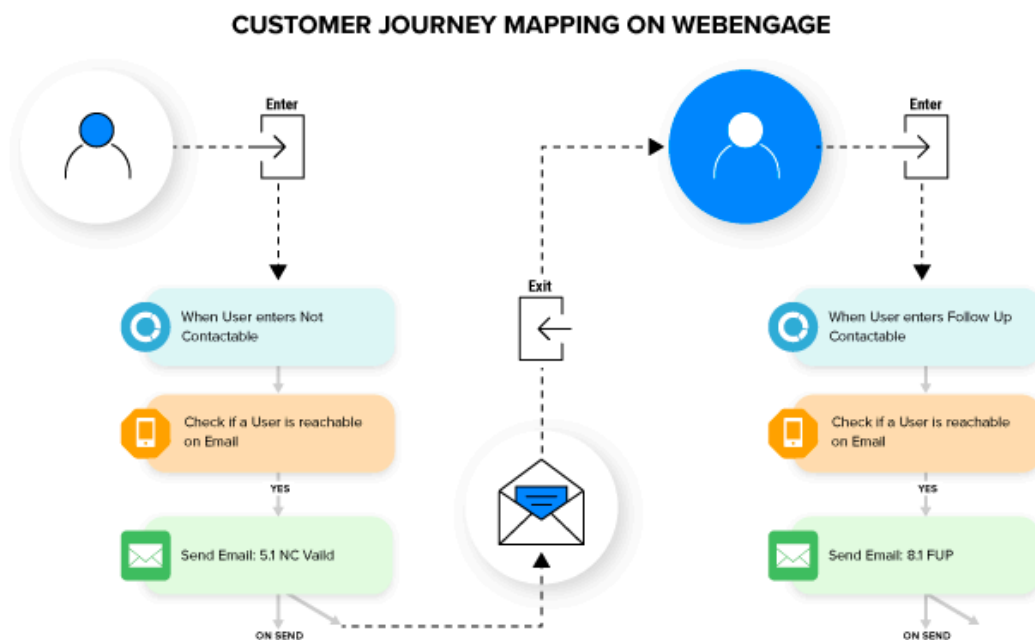 CUSTOMER JOURNEY MAPPING ON WEBENGAGE
Enter
When User enters Not
Contactable
Check if a User is reachable
on Email
YES
Send Email: 5.1 NC Vaild
ON SEND
Exit
Enter
When User enters Follow Up
Contactable
Check if a User is reachable
on Email
YES
Send Email: 8.1 FUP
ON SEND